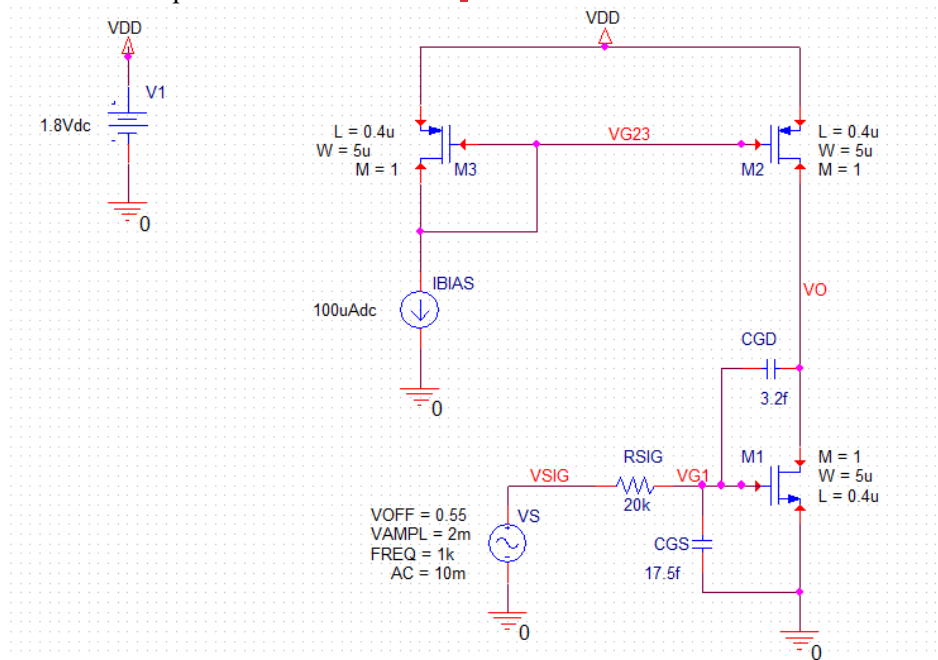 VDD
V1
1.8Vdc
0
VDD
L = 0.4u
W = 5u
M = 1
M3
VG23
M2
L = 0.4u
W = 5u
M = 1
IBIAS
100uAdc
0
VO
CGD
3.2f
M1
M = 1
W = 5u
L = 0.4u
VSIG
RSIG
20k
VG1
VOFF = 0.55
VAMPL = 2m
FREQ = 1k
AC = 10m
VS
CGS
17.5f
0
0